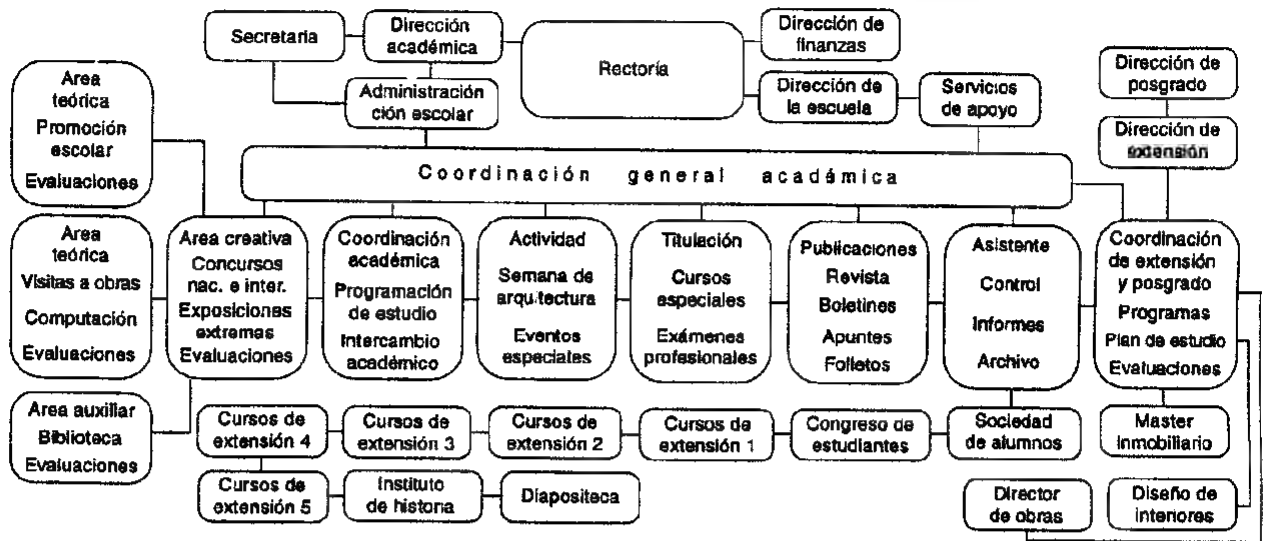 Secretaria
Dirección
académica
Rectoría
Dirección de
finanzas
Administración
ción escolar
Dirección de
la escuela
Servicios
de apoyo
Dirección de
posgrado
Dirección de
extensión
Area
teórica
Promoción
escolar
Evaluaciones
Coordinación general académica
Area
teórica
Visitas a obras
Computación
Evaluaciones
Area creativa
Concursos
nac. e inter.
Exposiciones
extremas
Evaluaciones
Coordinación
académica
Programación
de estudio
Intercambio
académico
Actividad
Semana de
arquitectura
Eventos
especiales
Titulación
Cursos
especiales
Exámenes
profesionales
Publicaciones
Revista
Boletines
Apuntes
Folletos
Asistente
Control
Informes
Archivo
Coordinación
de extensión
y posgrado
Programas
Plan de estudio
Evaluaciones
Area auxiliar
Biblioteca
Evaluaciones
Cursos de
extensión 4
Cursos de
extensión 3
Cursos de
extensión 2
Cursos de
extensión 1
Congreso de
estudiantes
Sociedad
de alumnos
Master
inmobiliario
Cursos de
extensión 5
Instituto
de historia
Diapositeca
Director
de obras
Diseño de
interiores